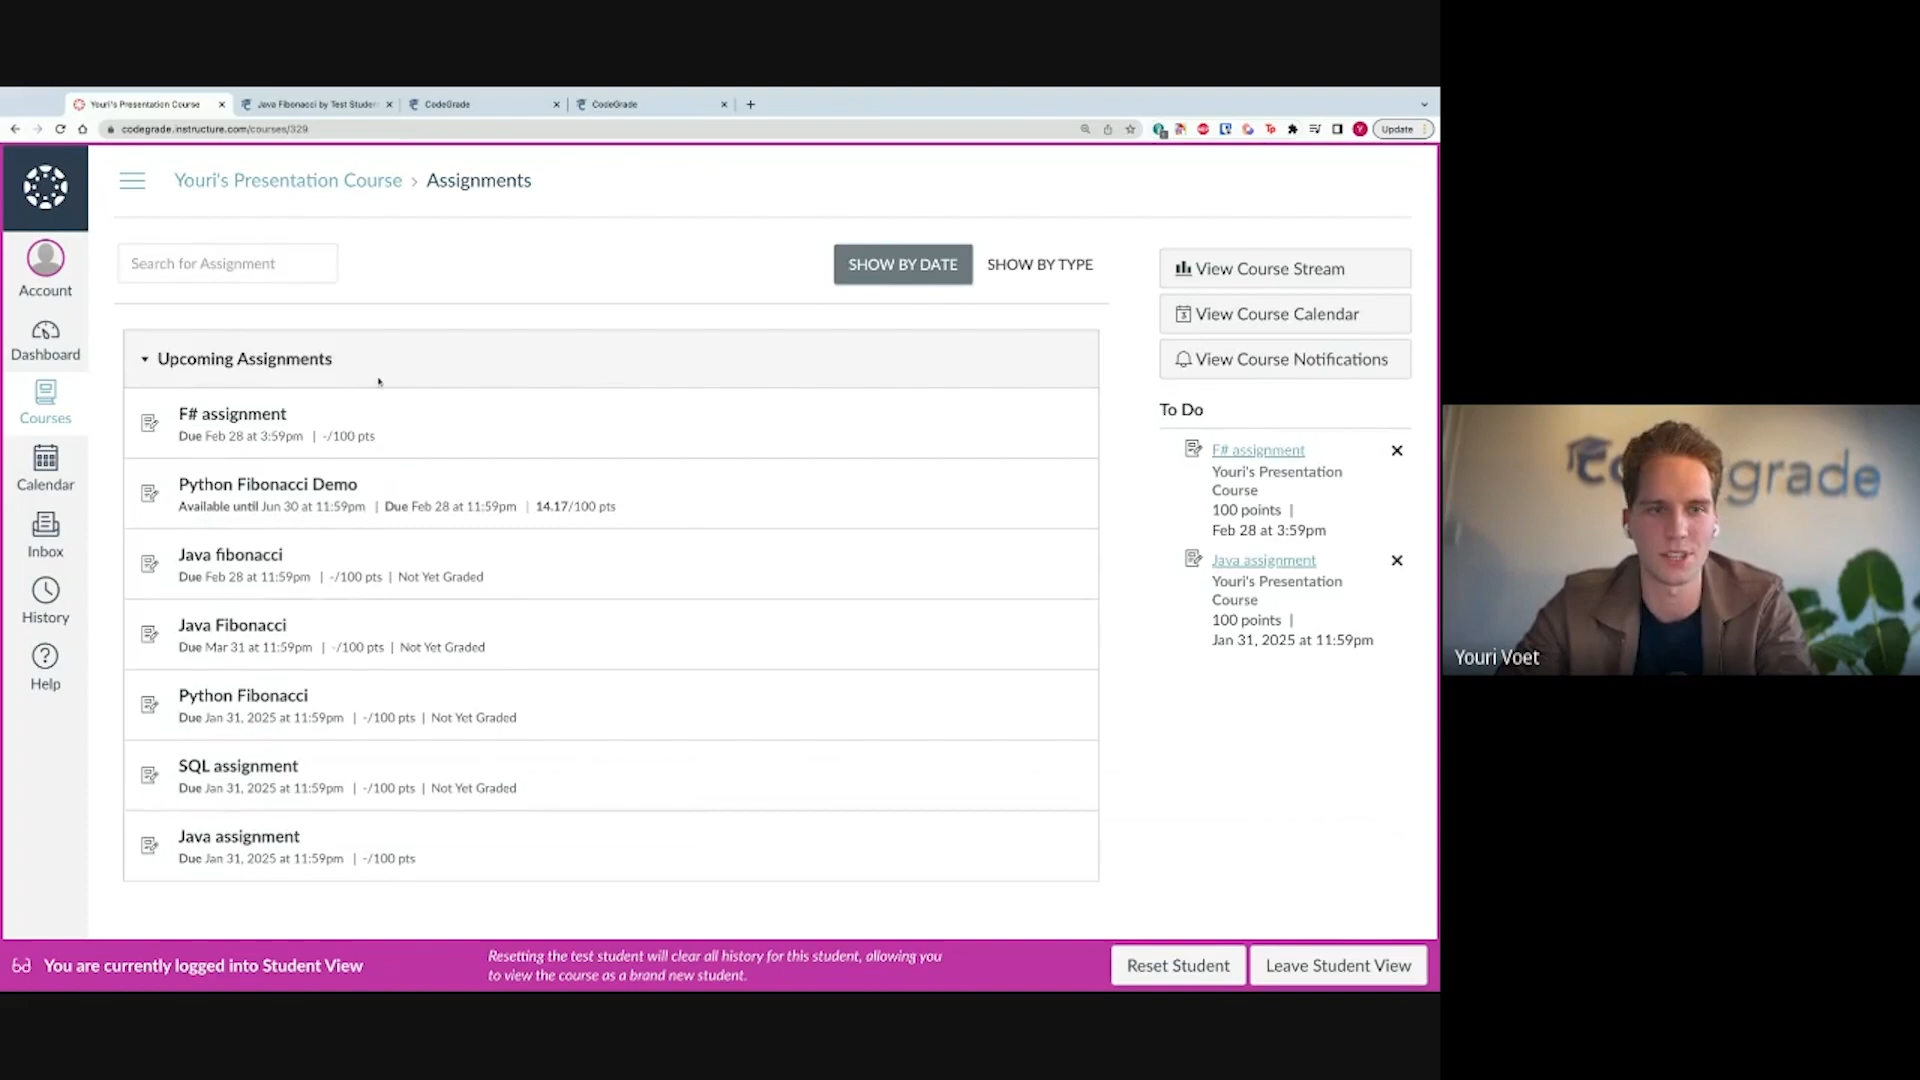 Youri's Presentation Course
Java Fibonacci by Test Studen
CodeGrade
CodeGrade
codegrade.instructure.com/courses/329
Update
Youri's Presentation Course › Assignments
Account
Dashboard
Courses
Calendar
Inbox
History
Help
Search for Assignment
SHOW BY DATE
SHOW BY TYPE
Upcoming Assignments
F# assignment
Due Feb 28 at 3:59pm | -/100 pts
Python Fibonacci Demo
Available until Jun 30 at 11:59pm | Due Feb 28 at 11:59pm | 14.17/100 pts
Java fibonacci
Due Feb 28 at 11:59pm | -/100 pts | Not Yet Graded
Java Fibonacci
Due Mar 31 at 11:59pm | -/100 pts | Not Yet Graded
Python Fibonacci
Due Jan 31, 2025 at 11:59pm | -/100 pts | Not Yet Graded
SQL assignment
Due Jan 31, 2025 at 11:59pm | -/100 pts | Not Yet Graded
Java assignment
Due Jan 31, 2025 at 11:59pm | -/100 pts
View Course Stream
View Course Calendar
View Course Notifications
To Do
F# assignment
Youri's Presentation
Course
100 points |
Feb 28 at 3:59pm
Java assignment
Youri's Presentation
Course
100 points |
Jan 31, 2025 at 11:59pm
You are currently logged into Student View
Resetting the test student will clear all history for this student, allowing you
to view the course as a brand new student.
Reset Student
Leave Student View
grade
Youri Voet